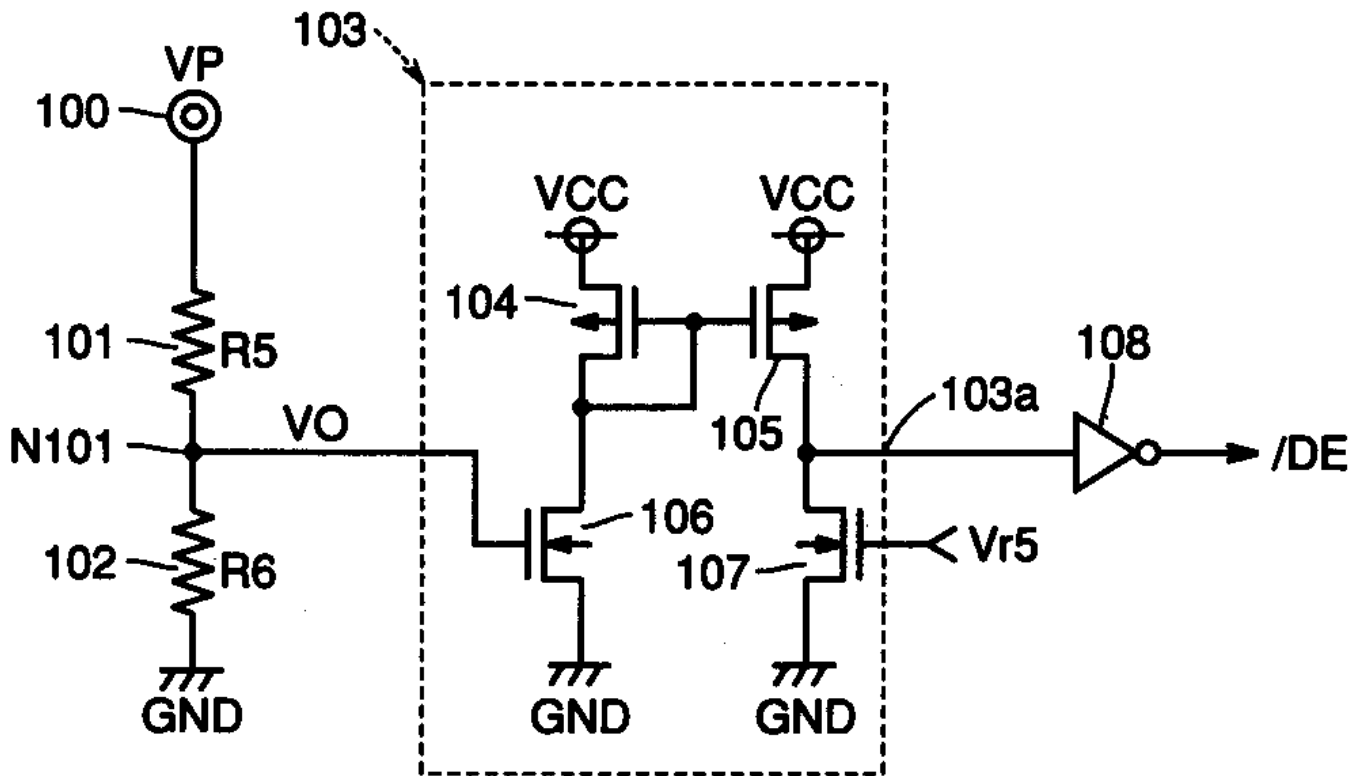 103
VP
100
VCC
VCC
104
101
R5
108
103a
105
VO
N101
/DE
106
102
R6
107
Vr5
GND
GND
GND